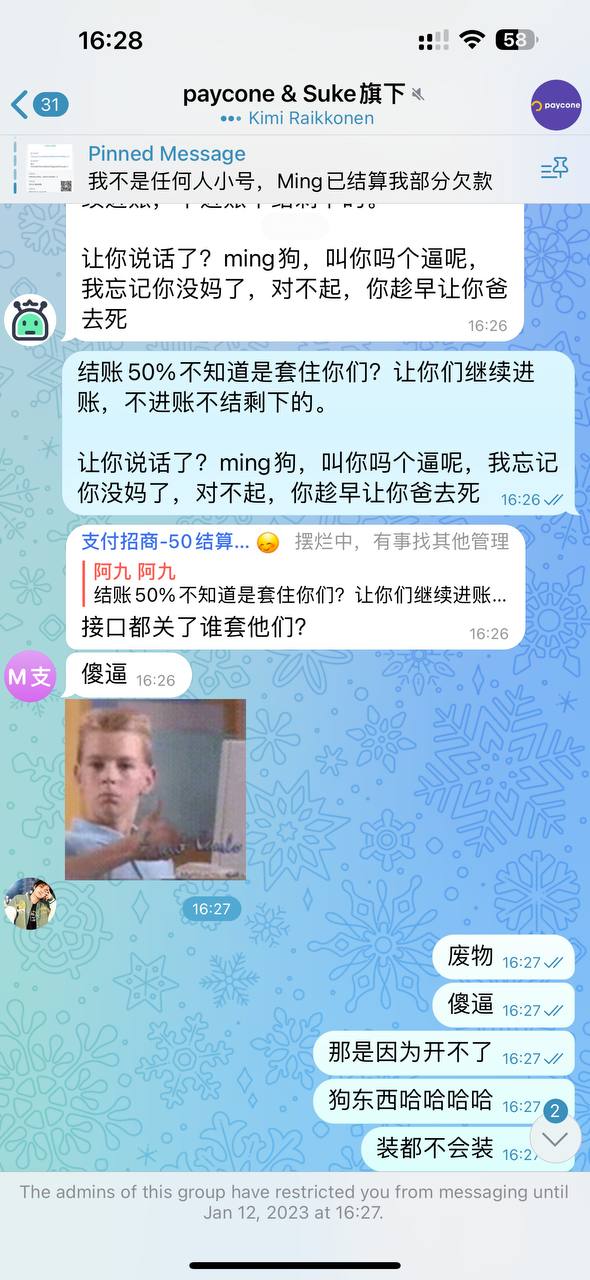 16:28
58
31
paycone & Suke旗下
••• Kimi Raikkonen
paycone
Pinned Message
我不是任何人小号，Ming已结算我部分欠款
让你说话了？ming狗，叫你吗个逼呢，
我忘记你没妈了，对不起，你趁早让你爸
去死
16:26
结账50%不知道是套住你们？让你们继续进
账，不进账不结剩下的。
让你说话了？ming狗，叫你吗个逼呢，我忘记
你没妈了，对不起，你趁早让你爸去死
16:26
支付招商-50结算... 摆烂中，有事找其他管理
阿九 阿九
结账50%不知道是套住你们？让你们继续进账...
接口都关了谁套他们？
16:26
M支
傻逼 16:26
16:27
废物 16:27
傻逼 16:27
那是因为开不了 16:27
狗东西哈哈哈哈 16:27
2
装都不会装 16:27
The admins of this group have restricted you from messaging until
Jan 12, 2023 at 16:27.